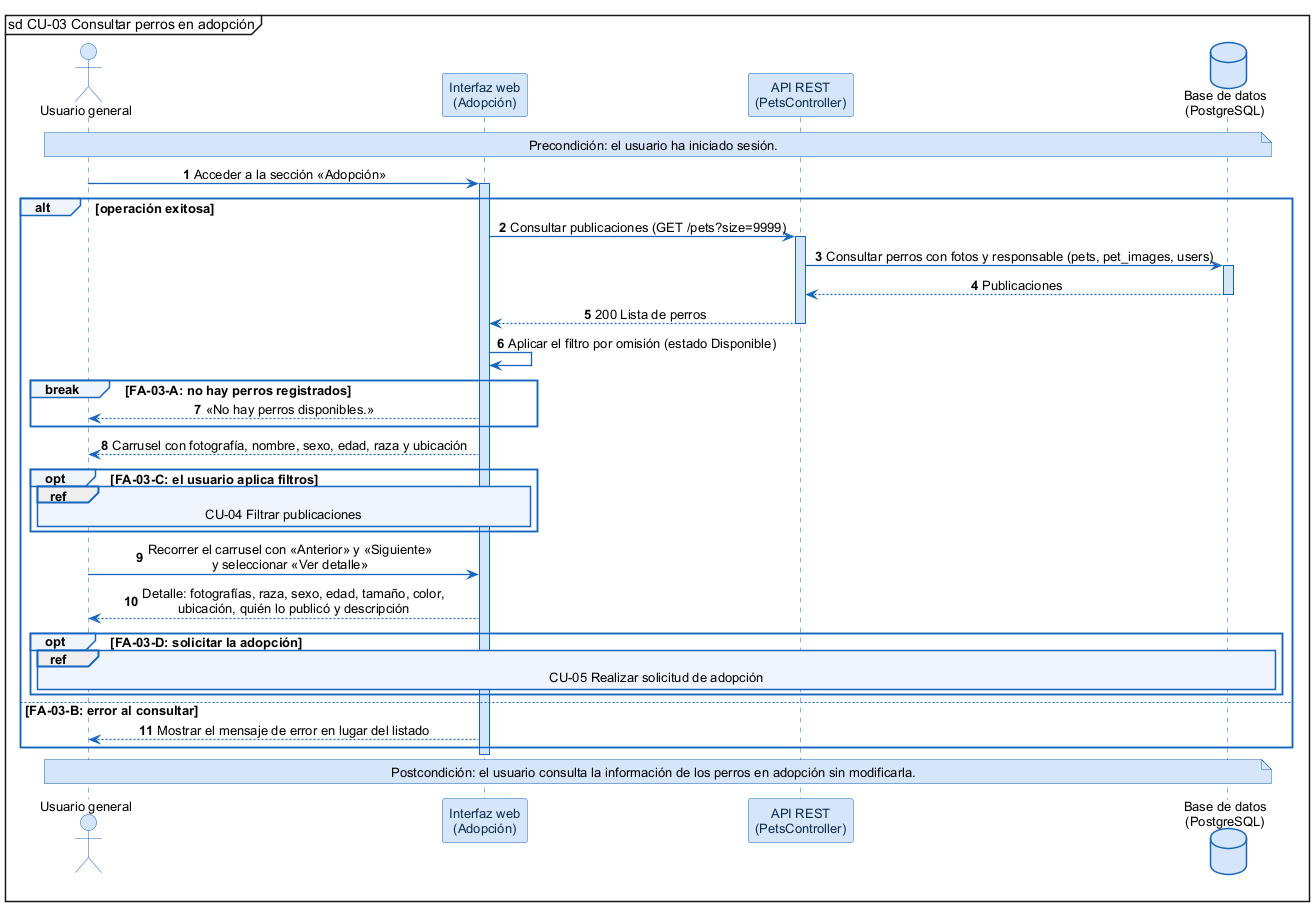 sd CU-03 Consultar perros en adopción
Usuario general
Interfaz web
(Adopción)
API REST
(PetsController)
Base de datos
(PostgreSQL)
Precondición: el usuario ha iniciado sesión.
1 Acceder a la sección «Adopción»
alt [operación exitosa]
2 Consultar publicaciones (GET /pets?size=9999)
3 Consultar perros con fotos y responsable (pets, pet_images, users)
4 Publicaciones
5 200 Lista de perros
6 Aplicar el filtro por omisión (estado Disponible)
break [FA-03-A: no hay perros registrados]
7 «No hay perros disponibles.»
8 Carrusel con fotografía, nombre, sexo, edad, raza y ubicación
opt [FA-03-C: el usuario aplica filtros]
ref
CU-04 Filtrar publicaciones
9 Recorrer el carrusel con «Anterior» y «Siguiente»
y seleccionar «Ver detalle»
10 Detalle: fotografías, raza, sexo, edad, tamaño, color,
ubicación, quién lo publicó y descripción
opt [FA-03-D: solicitar la adopción]
ref
CU-05 Realizar solicitud de adopción
[FA-03-B: error al consultar]
11 Mostrar el mensaje de error en lugar del listado
Postcondición: el usuario consulta la información de los perros en adopción sin modificarla.
Usuario general
Interfaz web
(Adopción)
API REST
(PetsController)
Base de datos
(PostgreSQL)